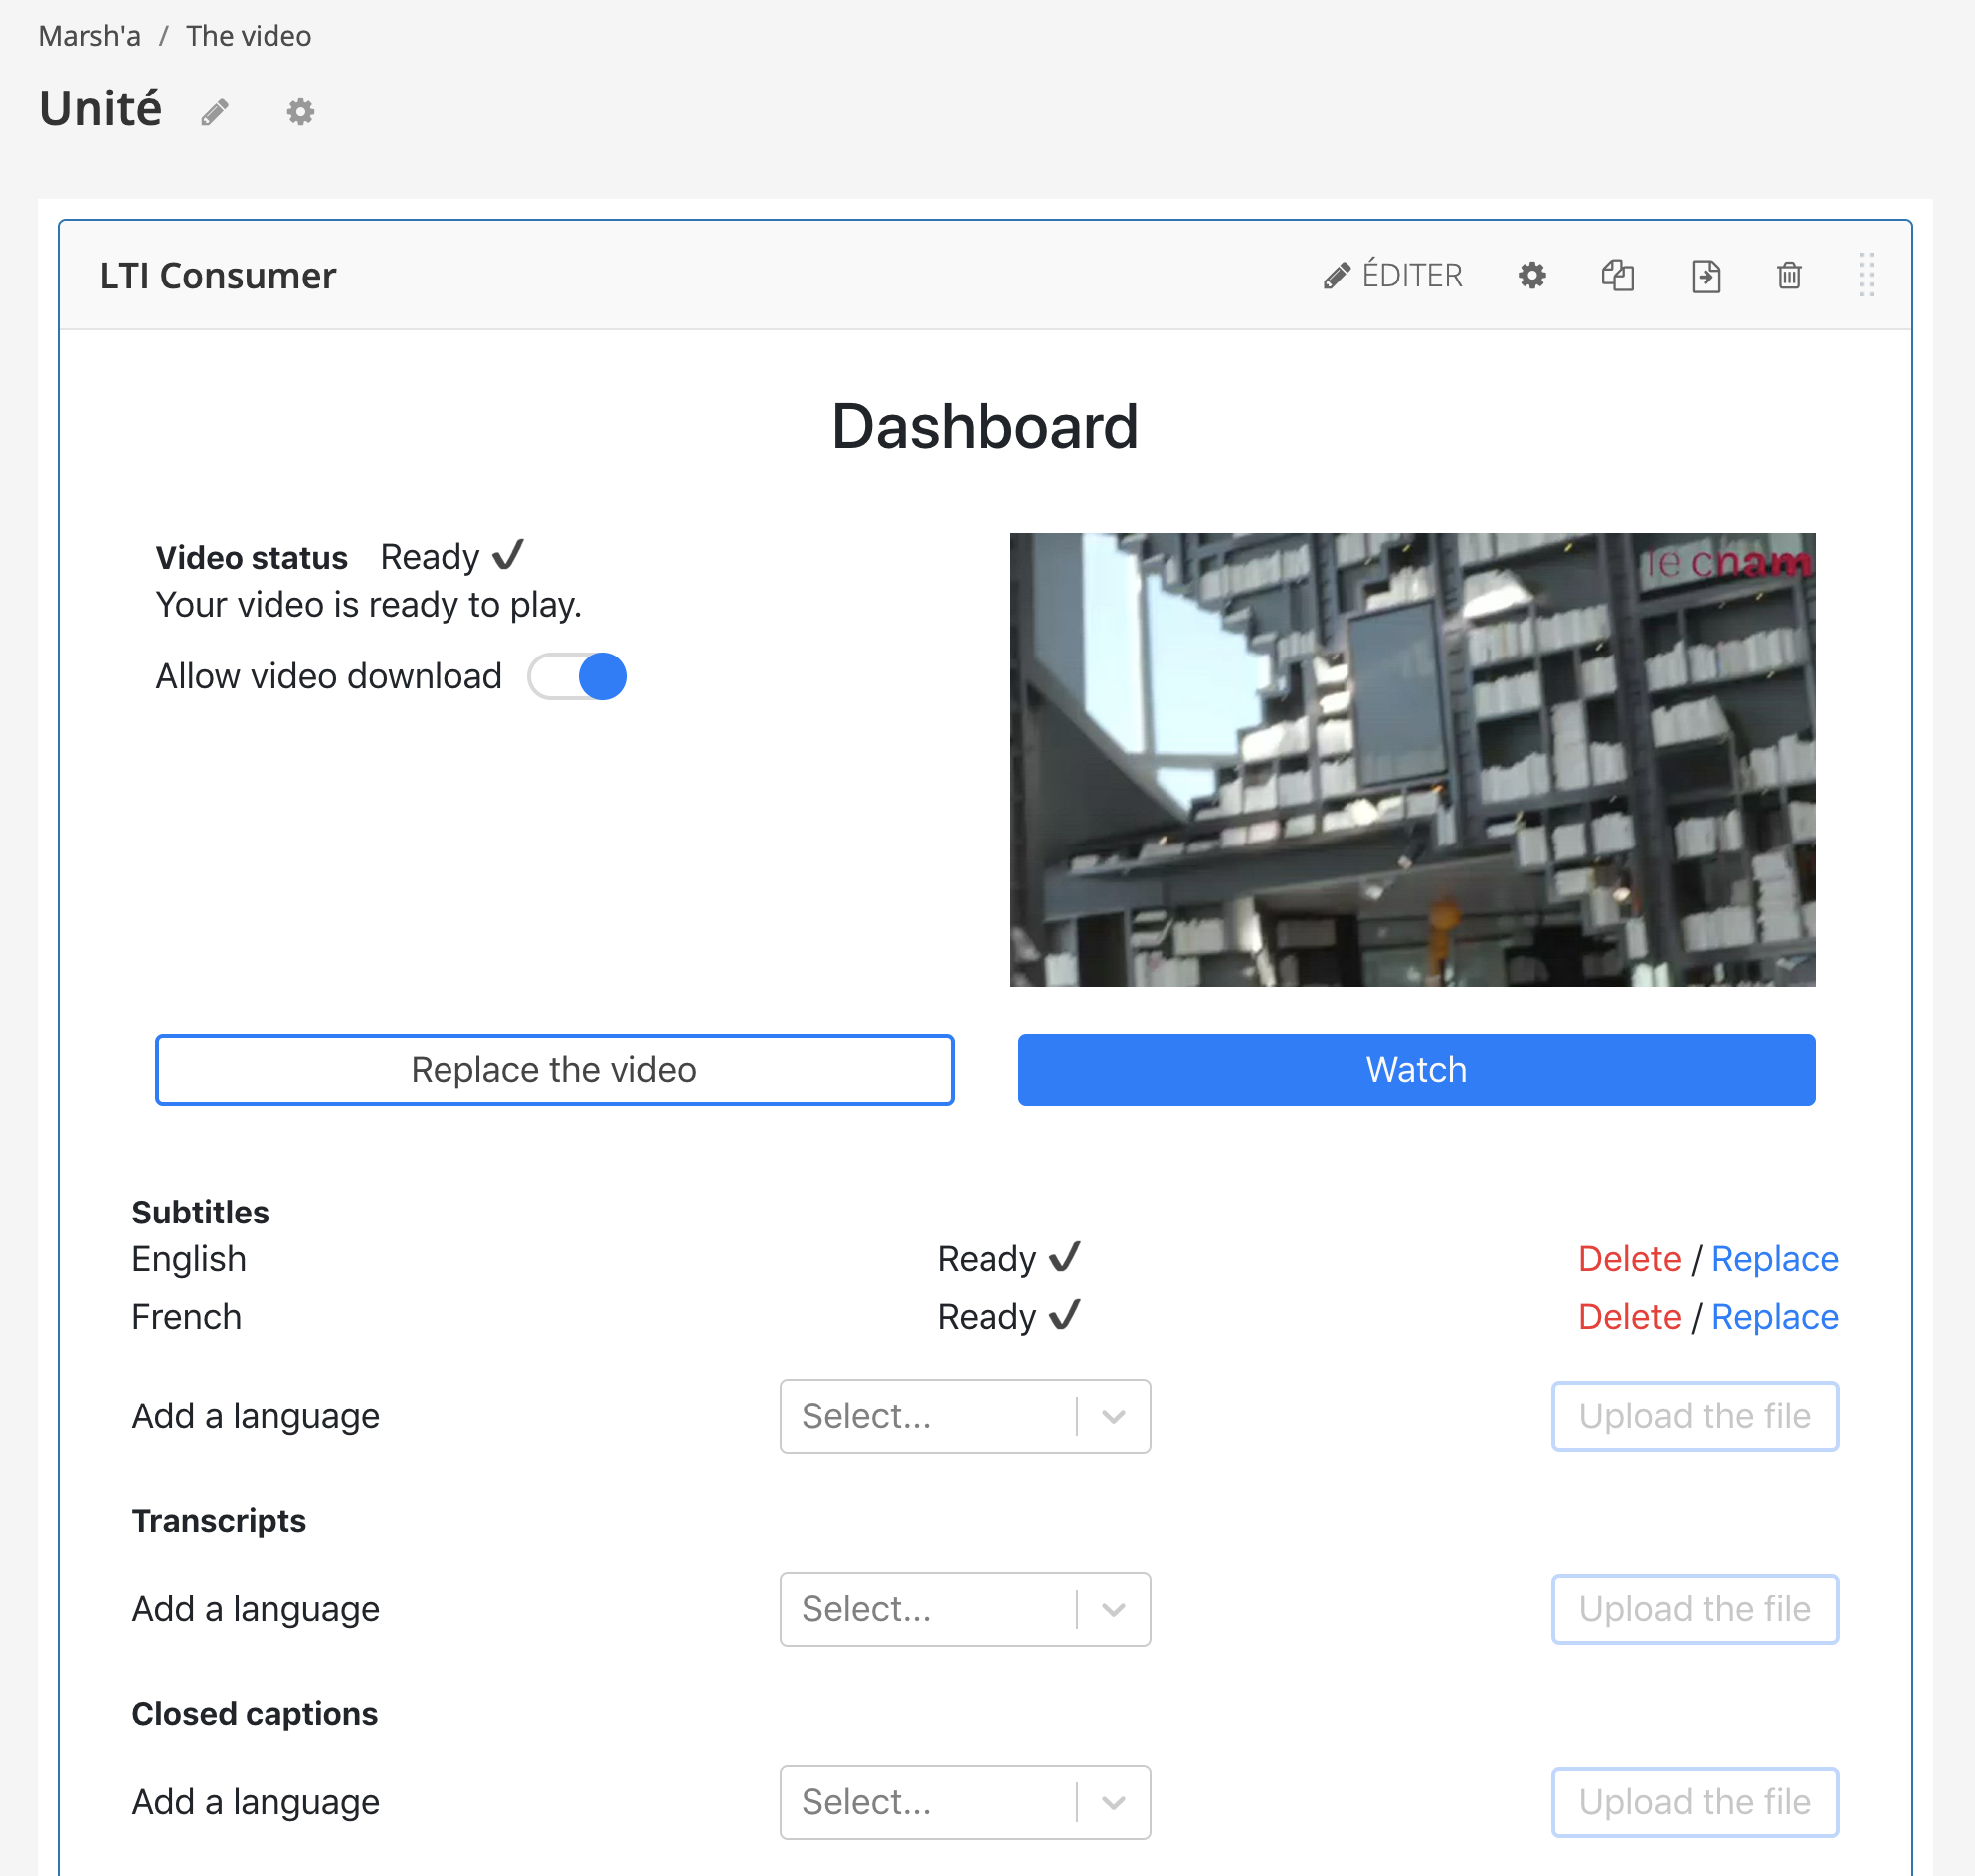 Marsh'a / The video
Unité
LTI Consumer
ÉDITER
Dashboard
Video status Ready
Your video is ready to play.
Allow video download
le cnam
Replace the video
Watch
Subtitles
English Ready Delete / Replace
French Ready Delete / Replace
Add a language Select... Upload the file
Transcripts
Add a language Select... Upload the file
Closed captions
Add a language Select... Upload the file